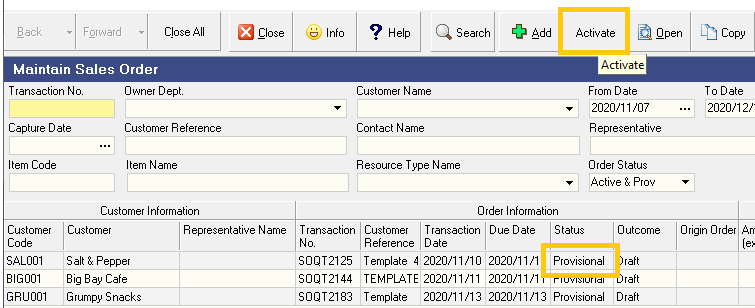 Back Forward Close All Close Info Help Search Add Activate Open Copy
Activate
Maintain Sales Order
Transaction No. Owner Dept. Customer Name From Date To Date
2020/11/07 ... 2020/12/
Capture Date Customer Reference Contact Name Representative
...
Item Code Item Name Resource Type Name Order Status
Active & Prov
Customer Information Order Information
Customer Code Customer Representative Name Transaction No. Customer Reference Transaction Date Due Date Status Outcome Origin Order Am (ex
SAL001 Salt & Pepper SOQT2125 Template 4 2020/11/10 2020/11/1 Provisional Draft
BIG001 Big Bay Cafe SOQT2144 TEMPLATE 2020/11/11 2020/11/11 Provisional Draft
GRU001 Grumpy Snacks SOQT2183 Template 2020/11/13 2020/11/13 Provisional Draft